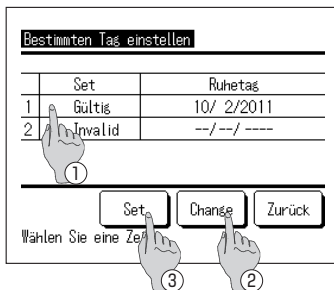 Bestimmten Tag einstellen
Set Ruhetag
1 Gültig 10/ 2/2011
2 Invalid --/--/ ----
①
Set Change Zurück
Wählen Sie eine
③ ②